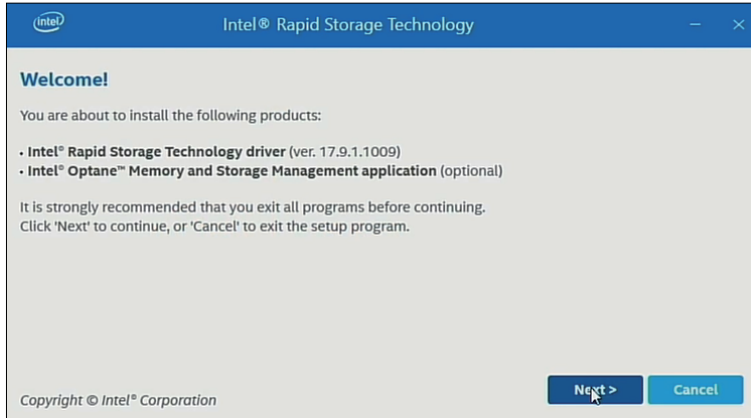 intel
Intel® Rapid Storage Technology
Welcome!
You are about to install the following products:
• Intel® Rapid Storage Technology driver (ver. 17.9.1.1009)
• Intel® Optane™ Memory and Storage Management application (optional)
It is strongly recommended that you exit all programs before continuing.
Click 'Next' to continue, or 'Cancel' to exit the setup program.
Next > Cancel
Copyright © Intel® Corporation